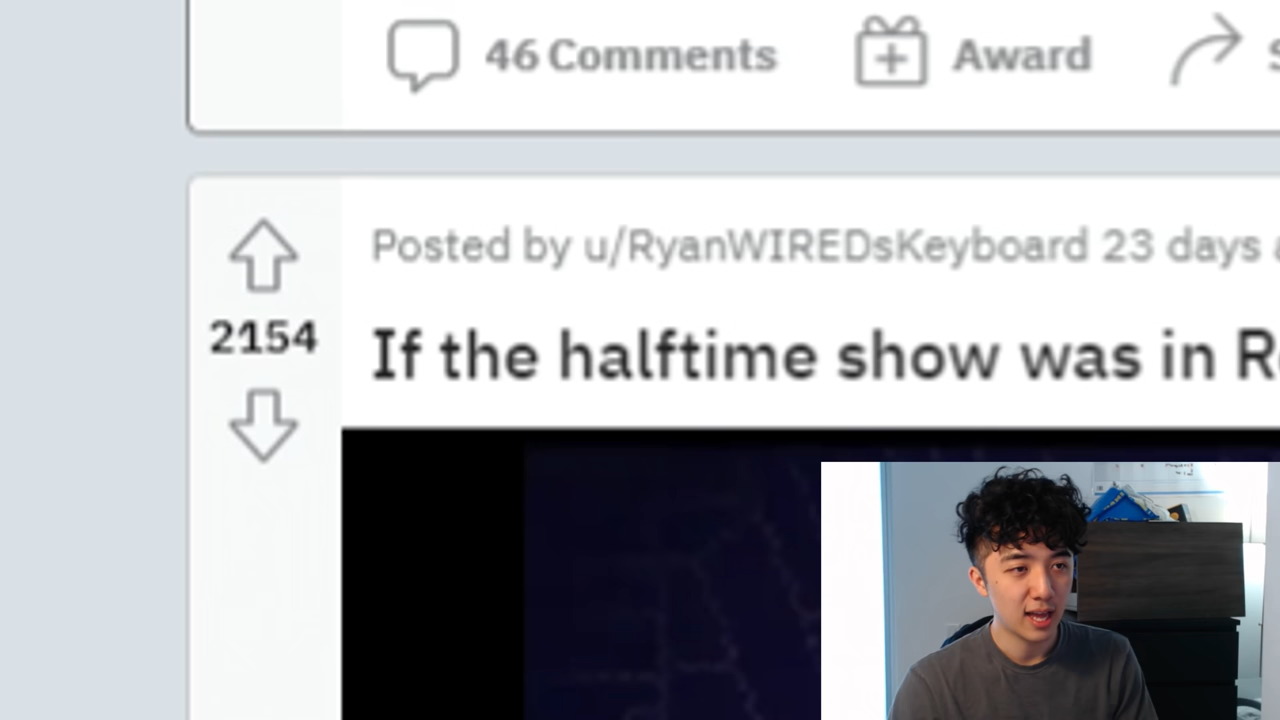 46 Comments Award
Posted by u/RyanWIREDsKeyboard 23 days
2154
If the halftime show was in